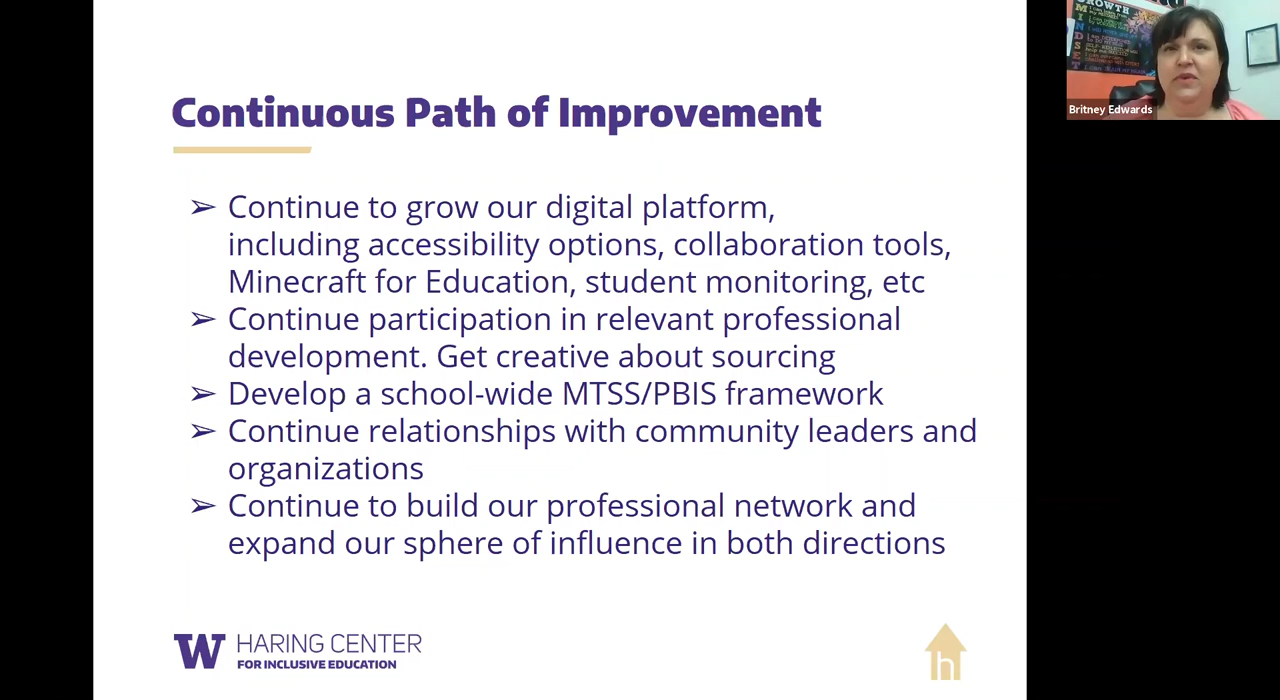 Continuous Path of Improvement
➢ Continue to grow our digital platform,
including accessibility options, collaboration tools,
Minecraft for Education, student monitoring, etc
➢ Continue participation in relevant professional
development. Get creative about sourcing
➢ Develop a school-wide MTSS/PBIS framework
➢ Continue relationships with community leaders and
organizations
➢ Continue to build our professional network and
expand our sphere of influence in both directions
W HARING CENTER
FOR INCLUSIVE EDUCATION
h
GROWTH
MINDSET
Britney Edwards